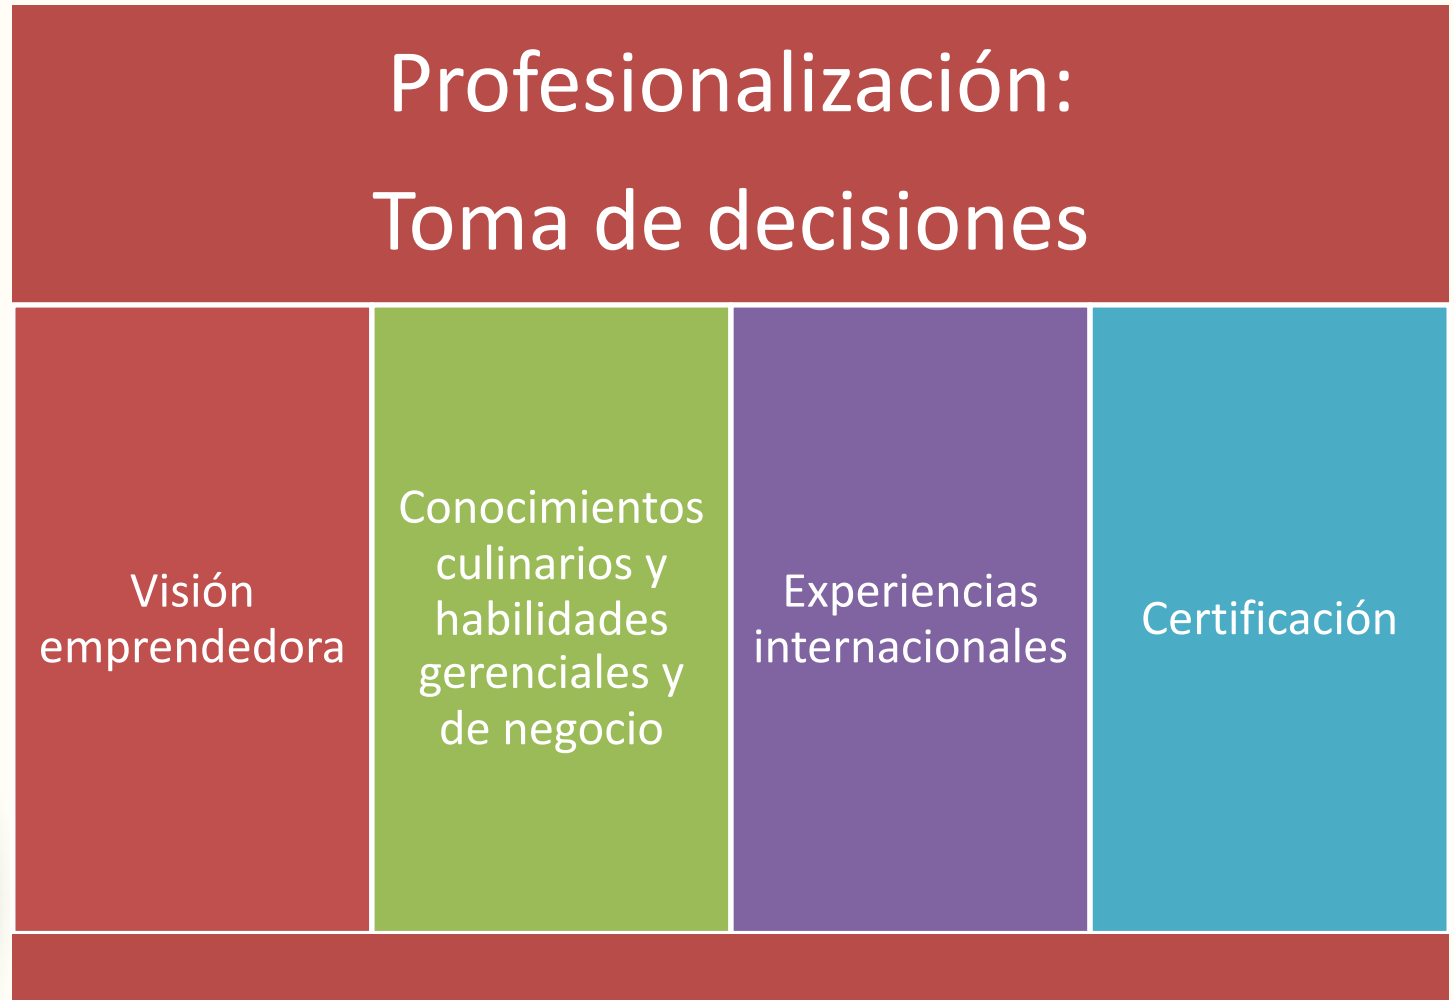 Profesionalización:
Toma de decisiones
Visión
emprendedora
Conocimientos
culinarios y
habilidades
gerenciales y
de negocio
Experiencias
internacionales
Certificación